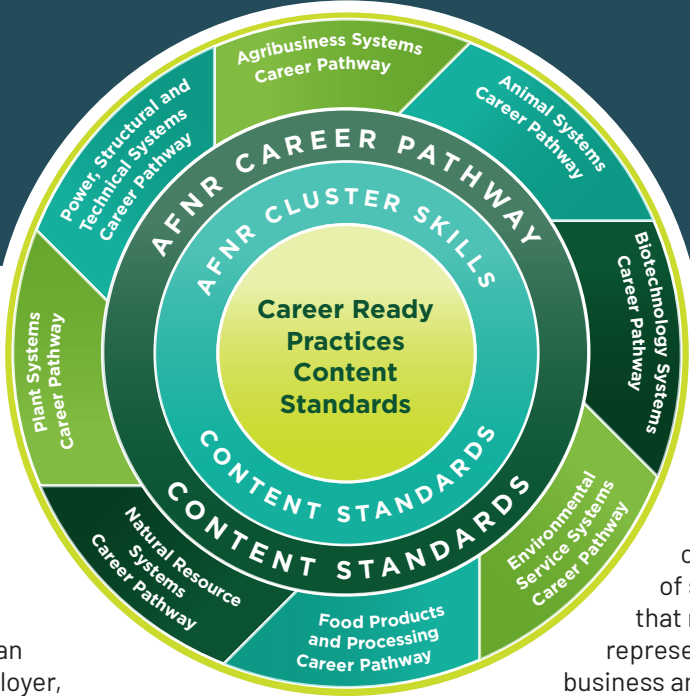 Agribusiness Systems
Career Pathway
Animal Systems
Career Pathway
Biotechnology Systems
Career Pathway
Environmental
Service Systems
Career Pathway
Food Products
and Processing
Career Pathway
Natural Resource
Systems
Career Pathway
Plant Systems
Career Pathway
Power, Structural and
Technical Systems
Career Pathway
AFNR CAREER PATHWAY
CONTENT STANDARDS
AFNR CLUSTER SKILLS
CONTENT STANDARDS
Career Ready
Practices
Content
Standards
an
loyer,
of
that
represe
business an